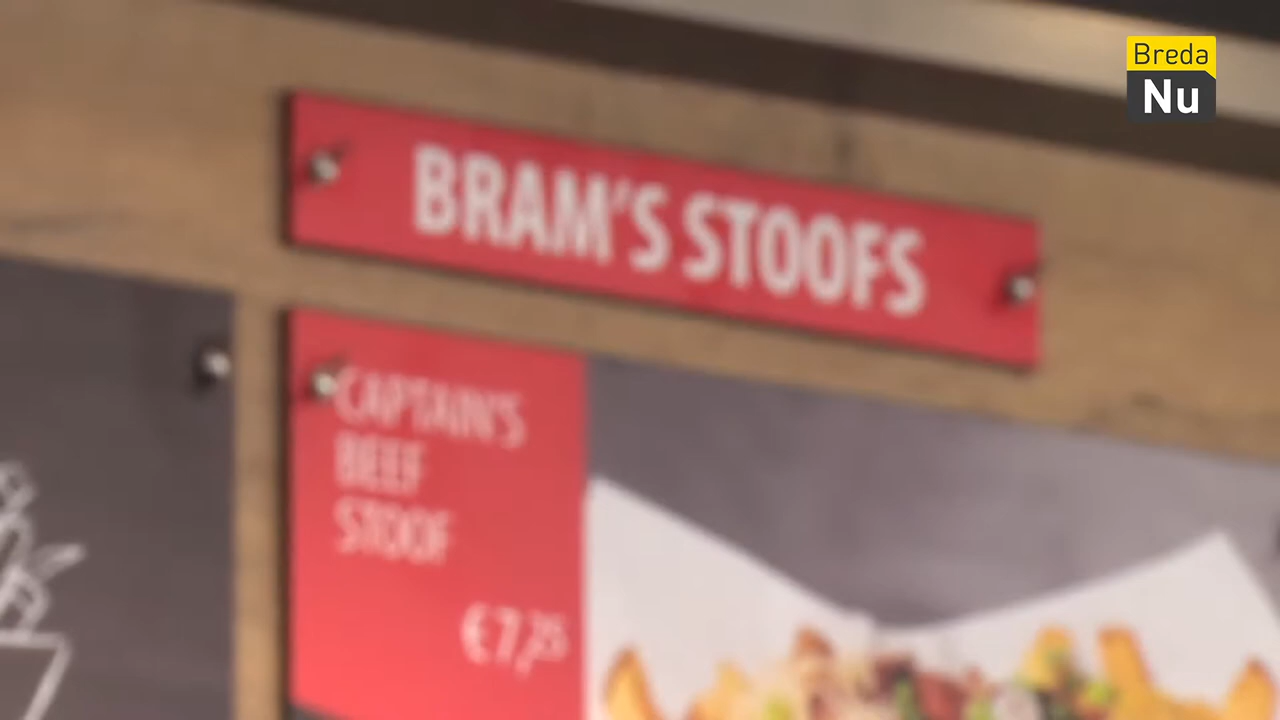 Breda
Nu
BRAM'S STOOFS
CAPTAIN'S
BEEF
STOOF
€7,25